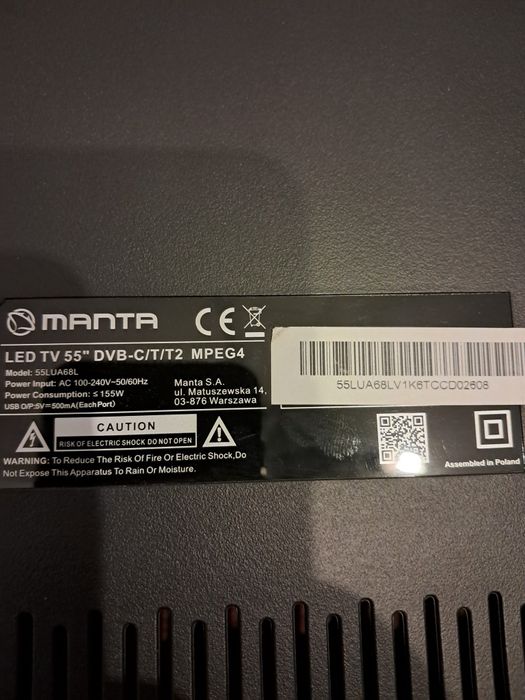 MANTA CE
LED TV 55" DVB-C/T/T2 MPEG4
Model: 55LUA68L
Power Input: AC 100-240V~50/60Hz
Power Consumption: ≤ 155W
USB O/P:5V⎓500mA(Each Port)
Manta S.A.
ul. Matuszewska 14,
03-876 Warszawa
55LUA68LV1K6TCCD02608
CAUTION
RISK OF ELECTRIC SHOCK DO NOT OPEN
WARNING: To Reduce The Risk Of Fire Or Electric Shock,Do
Not Expose This Apparatus To Rain Or Moisture.
Assembled in Poland